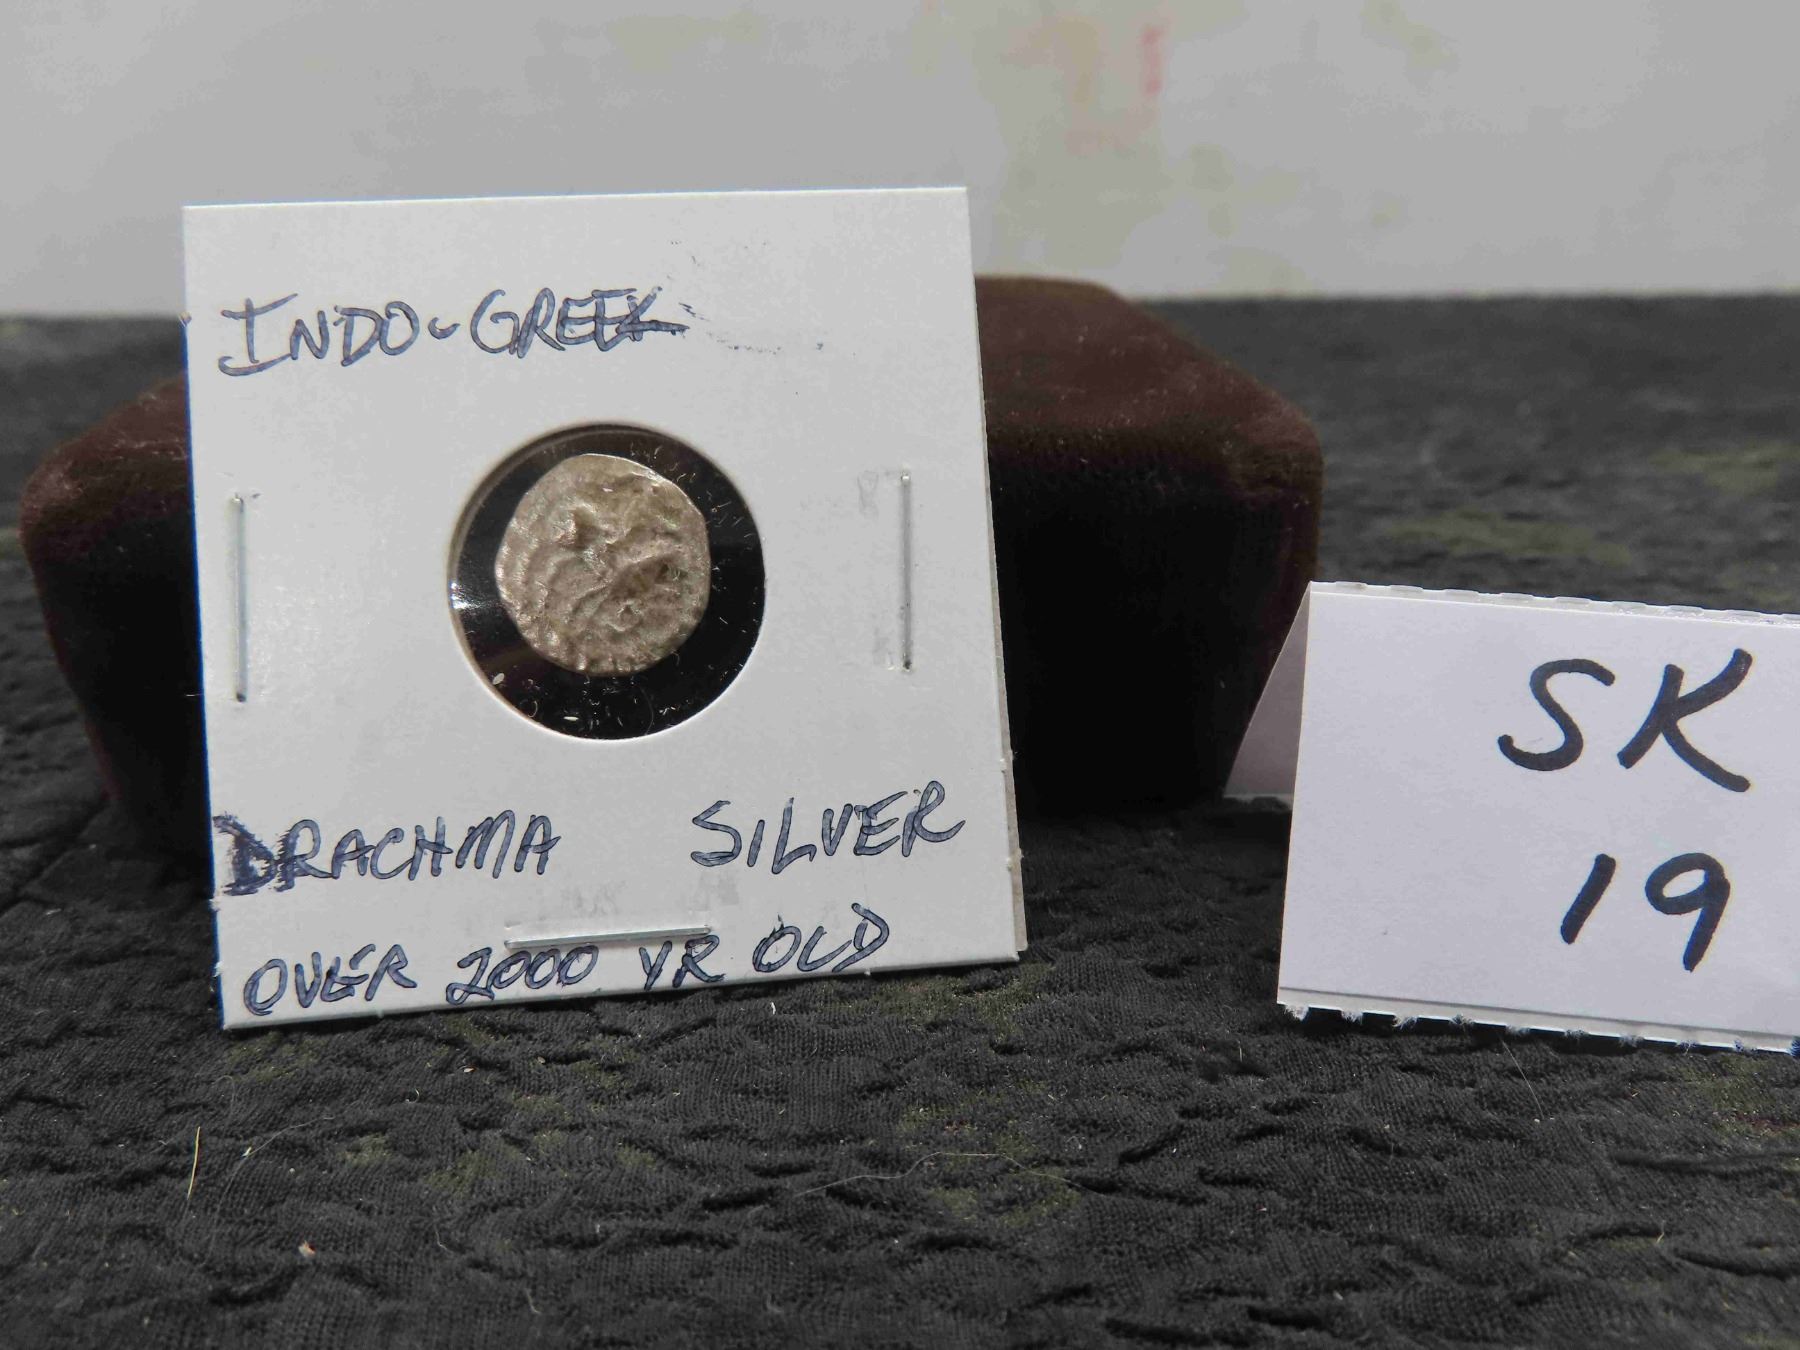 INDO-GREEK
DRACHMA SILVER
OVER 2000 YR OLD
SK
19